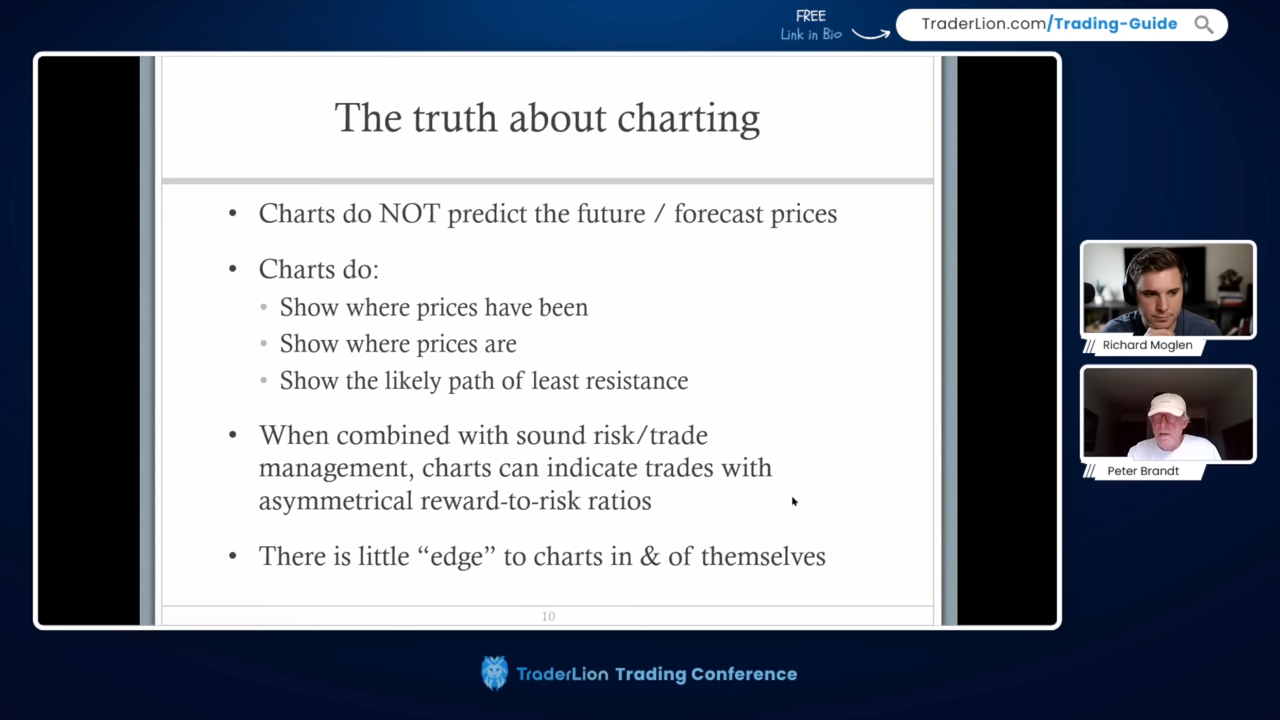 FREE
Link in Bio
TraderLion.com/Trading-Guide
The truth about charting
• Charts do NOT predict the future / forecast prices
• Charts do:
• Show where prices have been
• Show where prices are
• Show the likely path of least resistance
• When combined with sound risk/trade
management, charts can indicate trades with
asymmetrical reward-to-risk ratios
• There is little “edge” to charts in & of themselves
10
Richard Moglen
Peter Brandt
TraderLion Trading Conference